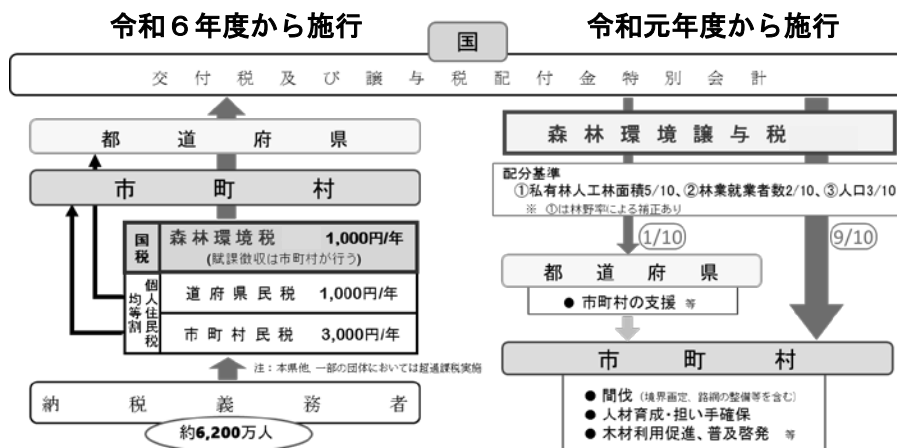 令和６年度から施行
国
令和元年度から施行
交付税及び譲与税配付金特別会計
都道府県
市町村
国税
森林環境税 1,000円/年
(賦課徴収は市町村が行う)
個人住民税均等割
道府県民税 1,000円/年
市町村民税 3,000円/年
注：本県他、一部の団体においては超過課税実施
納税義務者
約6,200万人
森林環境譲与税
配分基準
①私有林人工林面積5/10、②林業就業者数2/10、③人口3/10
※ ①は林野率による補正あり
1/10
9/10
都道府県
● 市町村の支援 等
市町村
● 間伐（境界画定、路網の整備等を含む）
● 人材育成・担い手確保
● 木材利用促進、普及啓発 等